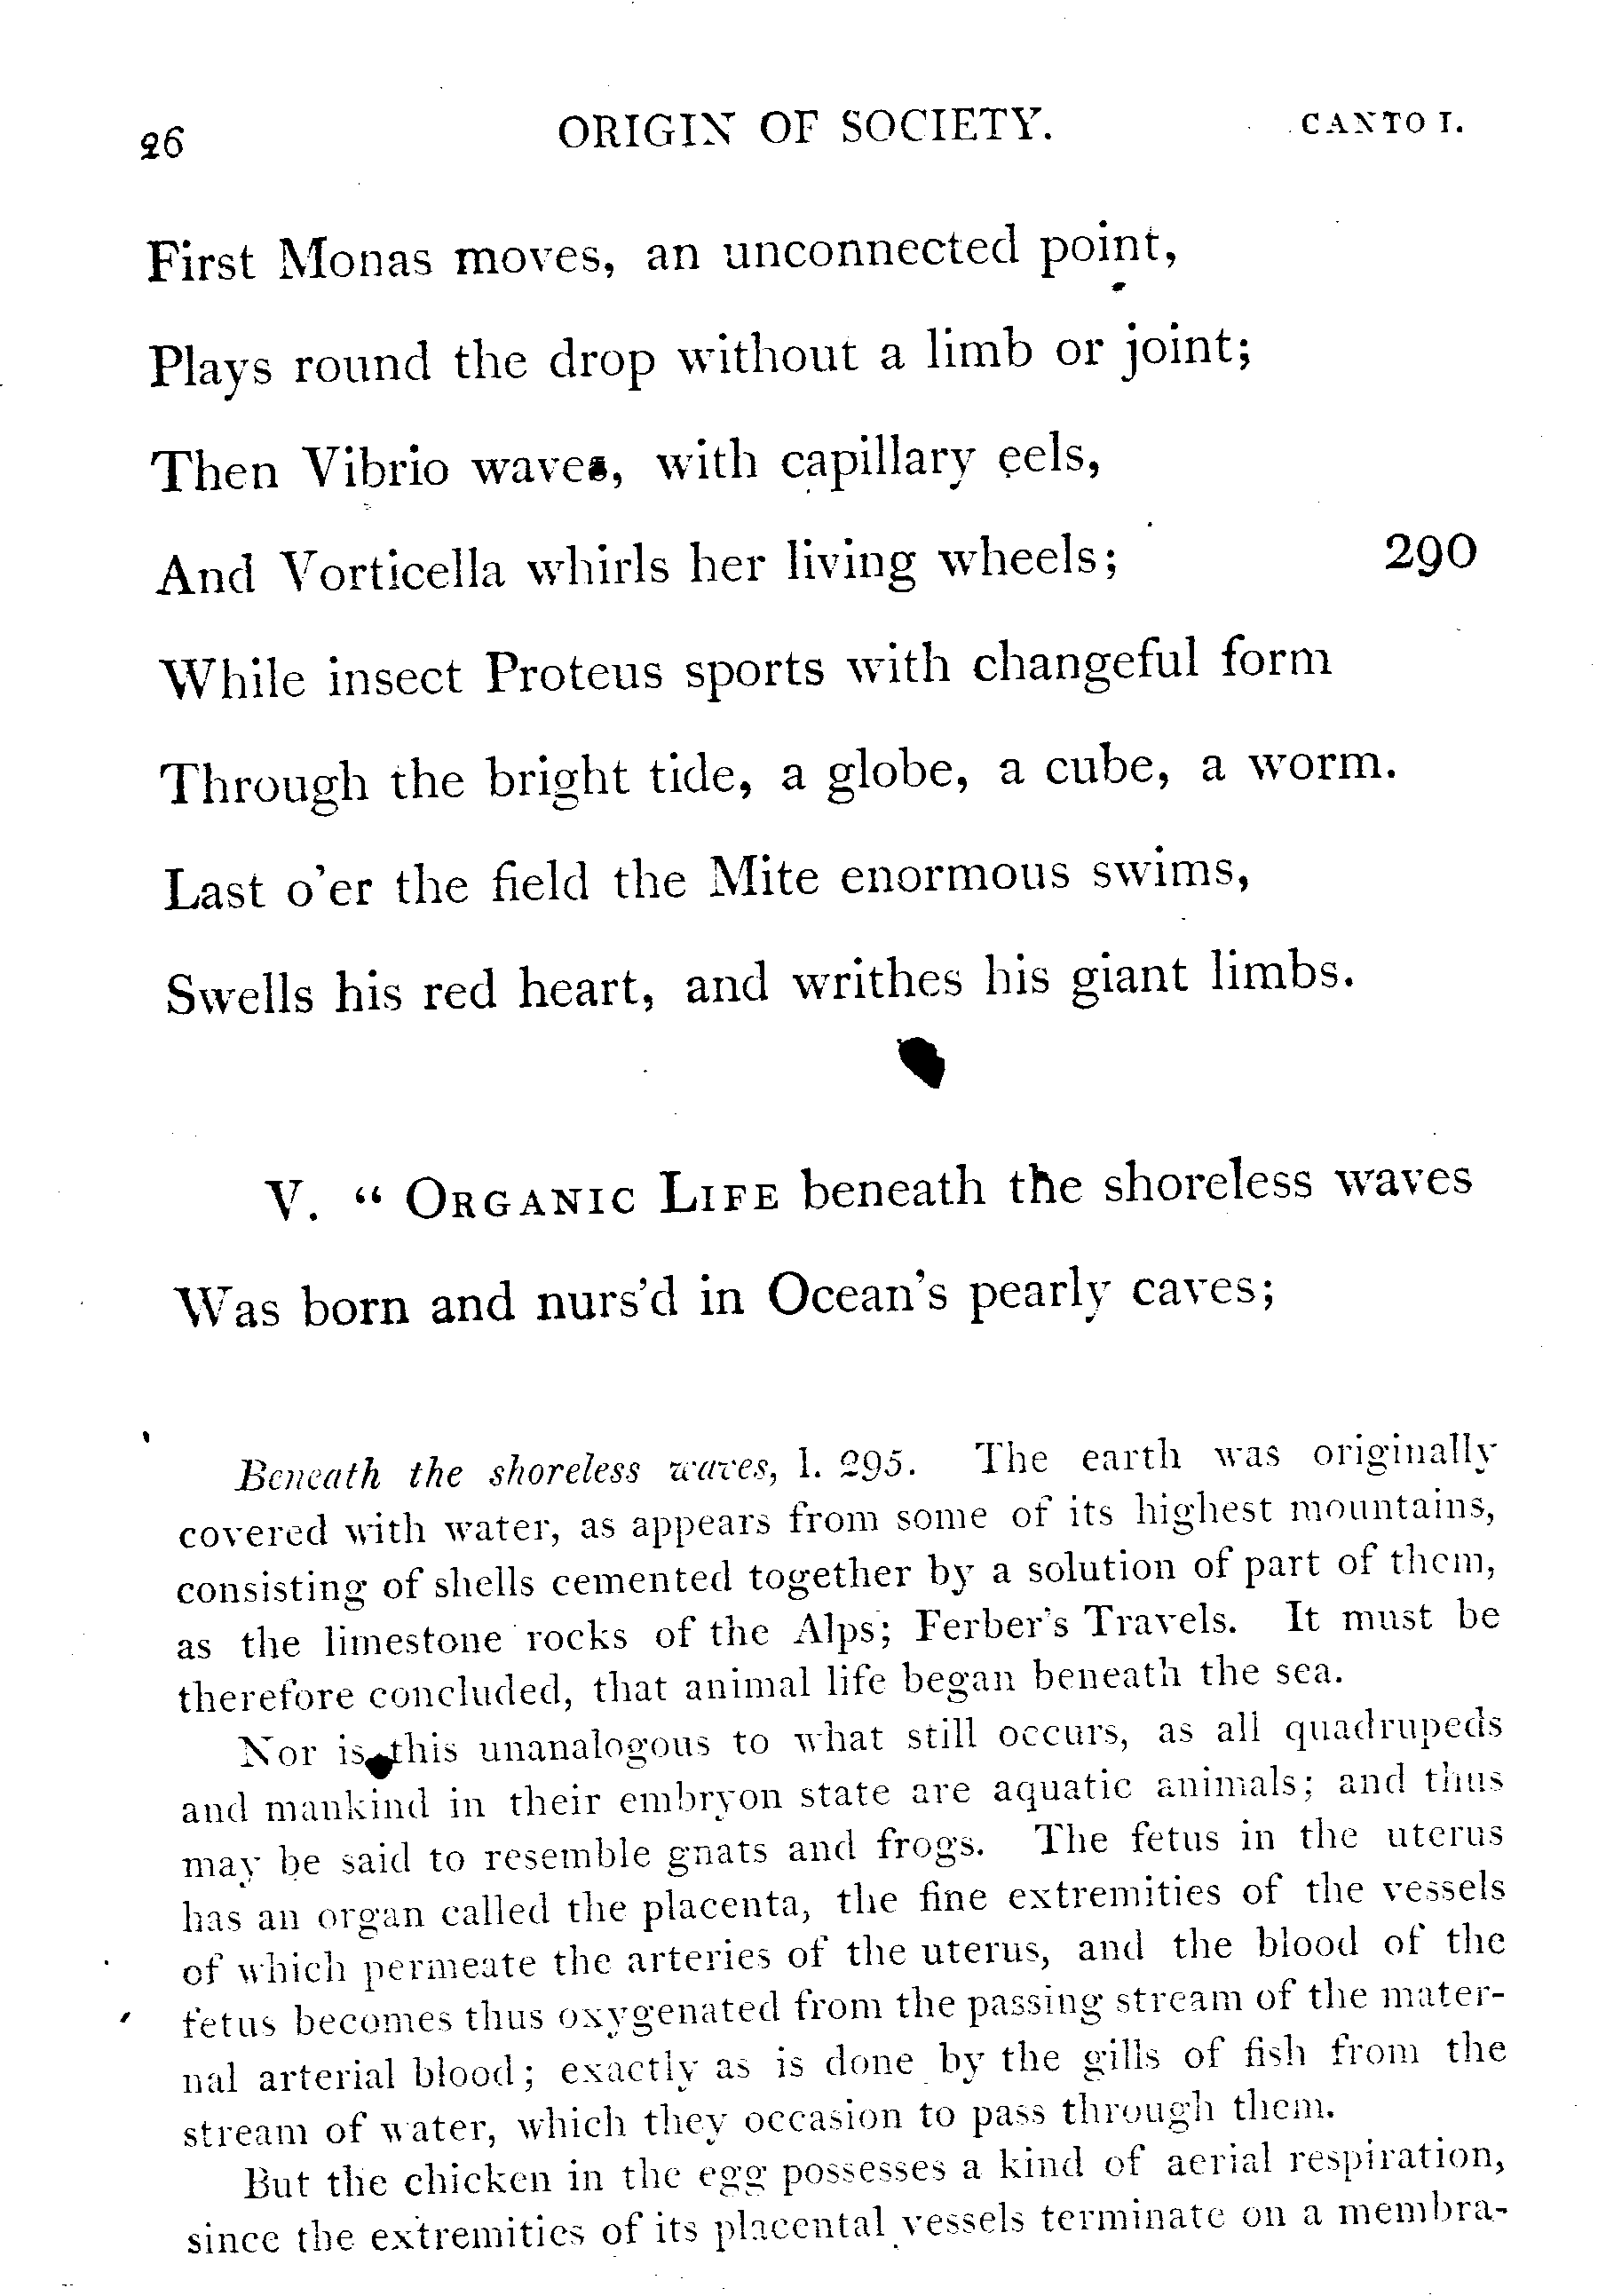 26 ORIGIN OF SOCIETY. CANTO I.
First Monas moves, an unconnected point,
Plays round the drop without a limb or joint;
Then Vibrio waves, with capillary eels,
And Vorticella whirls her living wheels; 290
While insect Proteus sports with changeful form
Through the bright tide, a globe, a cube, a worm.
Last o'er the field the Mite enormous swims,
Swells his red heart, and writhes his giant limbs.
V. “ ORGANIC LIFE beneath the shoreless waves
Was born and nurs'd in Ocean's pearly caves;
Beneath the shoreless waves, l. 295. The earth was originally
covered with water, as appears from some of its highest mountains,
consisting of shells cemented together by a solution of part of them,
as the limestone rocks of the Alps; Ferber's Travels. It must be
therefore concluded, that animal life began beneath the sea.
Nor is this unanalogous to what still occurs, as all quadrupeds
and mankind in their embryon state are aquatic animals; and thus
may be said to resemble gnats and frogs. The fetus in the uterus
has an organ called the placenta, the fine extremities of the vessels
of which permeate the arteries of the uterus, and the blood of the
fetus becomes thus oxygenated from the passing stream of the mater-
nal arterial blood; exactly as is done by the gills of fish from the
stream of water, which they occasion to pass through them.
But the chicken in the egg possesses a kind of aerial respiration,
since the extremities of its placental vessels terminate on a membra-